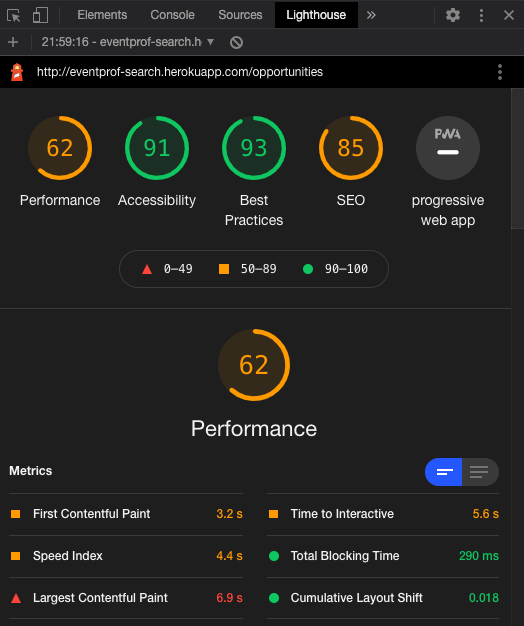 Elements Console Sources Lighthouse »
21:59:16 - eventprof-search.h
http://eventprof-search.herokuapp.com/opportunities
62 91 93 85 PWA
Performance Accessibility Best Practices SEO progressive web app
0–49 50–89 90–100
62
Performance
Metrics
First Contentful Paint 3.2 s Time to Interactive 5.6 s
Speed Index 4.4 s Total Blocking Time 290 ms
Largest Contentful Paint 6.9 s Cumulative Layout Shift 0.018